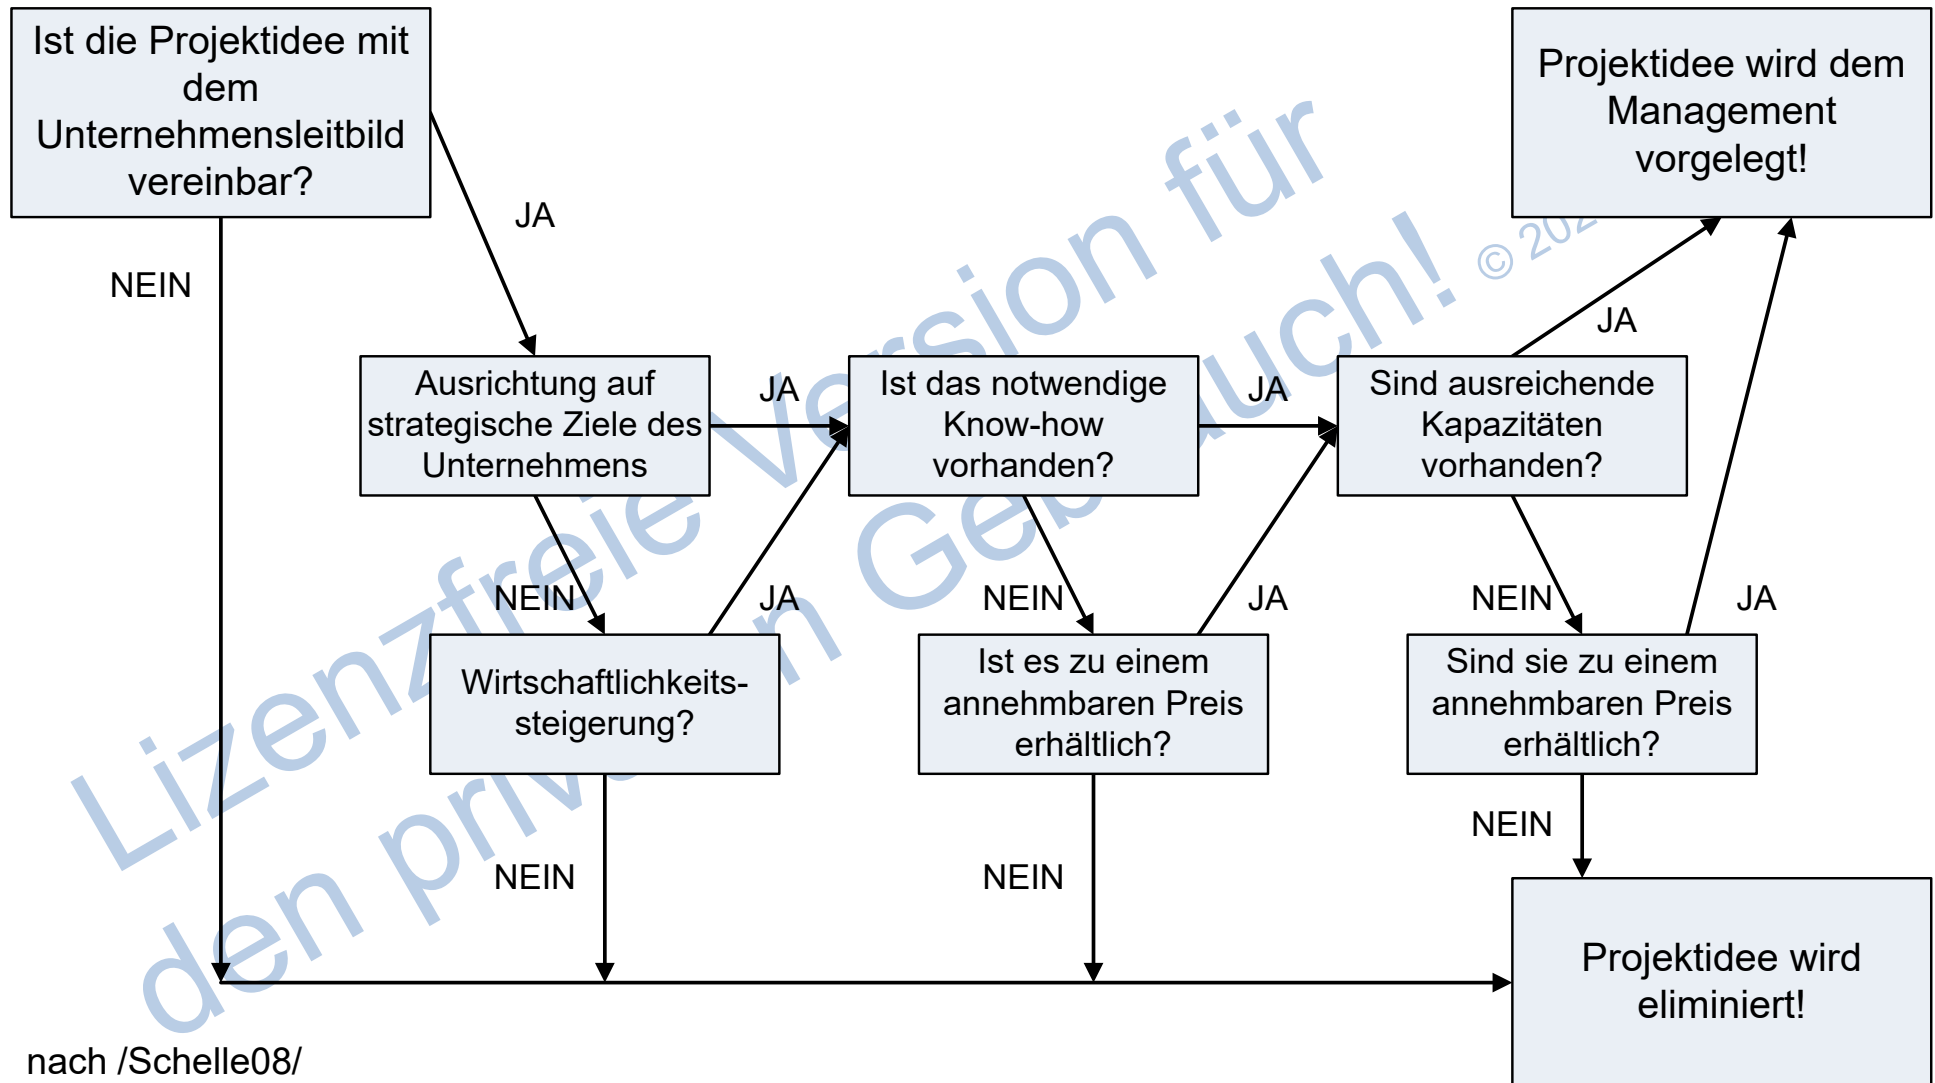 Ist die Projektidee mit
dem
Unternehmensleitbild
vereinbar?
Projektidee wird dem
Management
vorgelegt!
JA
NEIN
JA
Ausrichtung auf
strategische Ziele des
Unternehmens
JA
Ist das notwendige
Know-how
vorhanden?
JA
Sind ausreichende
Kapazitäten
vorhanden?
NEIN
JA
NEIN
JA
NEIN
JA
Wirtschaftlichkeits-
steigerung?
Ist es zu einem
annehmbaren Preis
erhältlich?
Sind sie zu einem
annehmbaren Preis
erhältlich?
NEIN
NEIN
NEIN
Projektidee wird
eliminiert!
nach /Schelle08/
Lizenzfreie Version für
den Gebrauch!
©